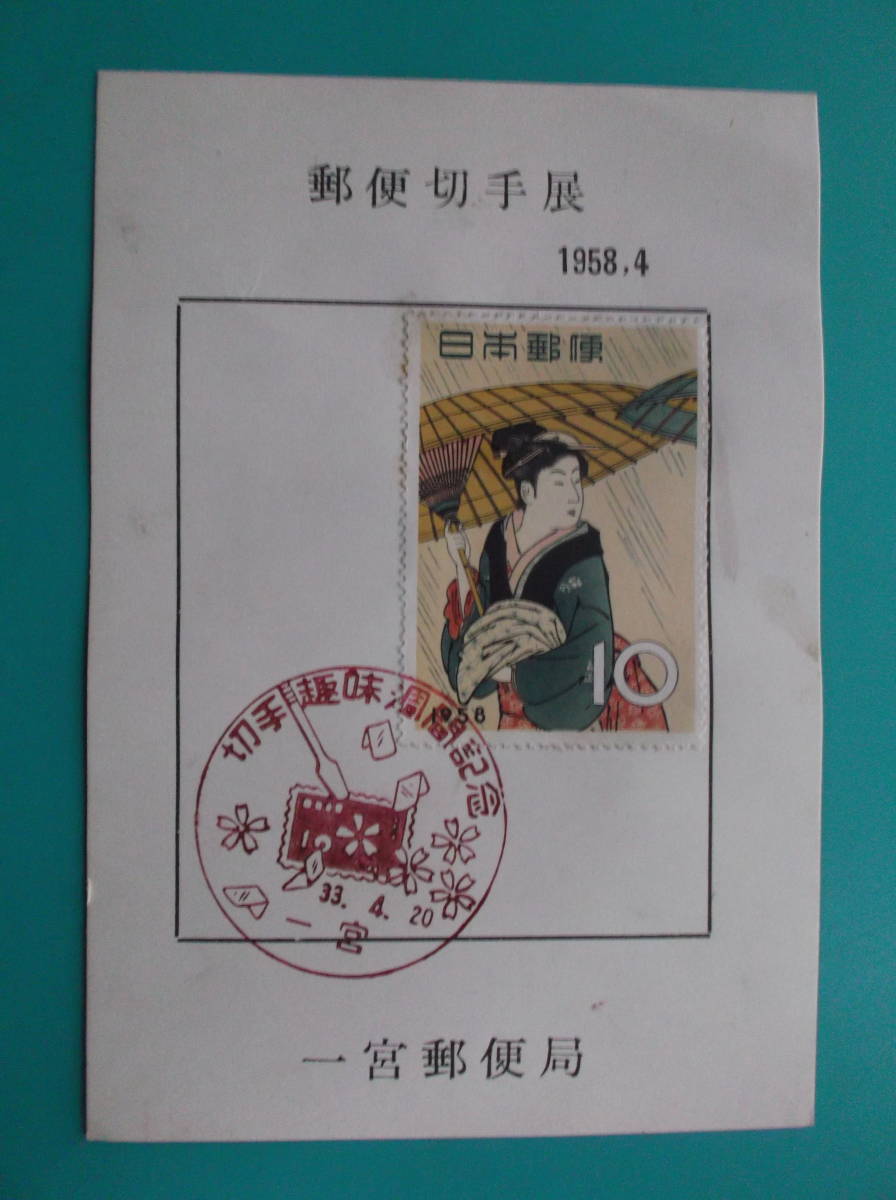 郵便切手展
1958,4
日本郵便
10
1958
切手趣味週間記念
33. 4. 20
一宮
一宮郵便局